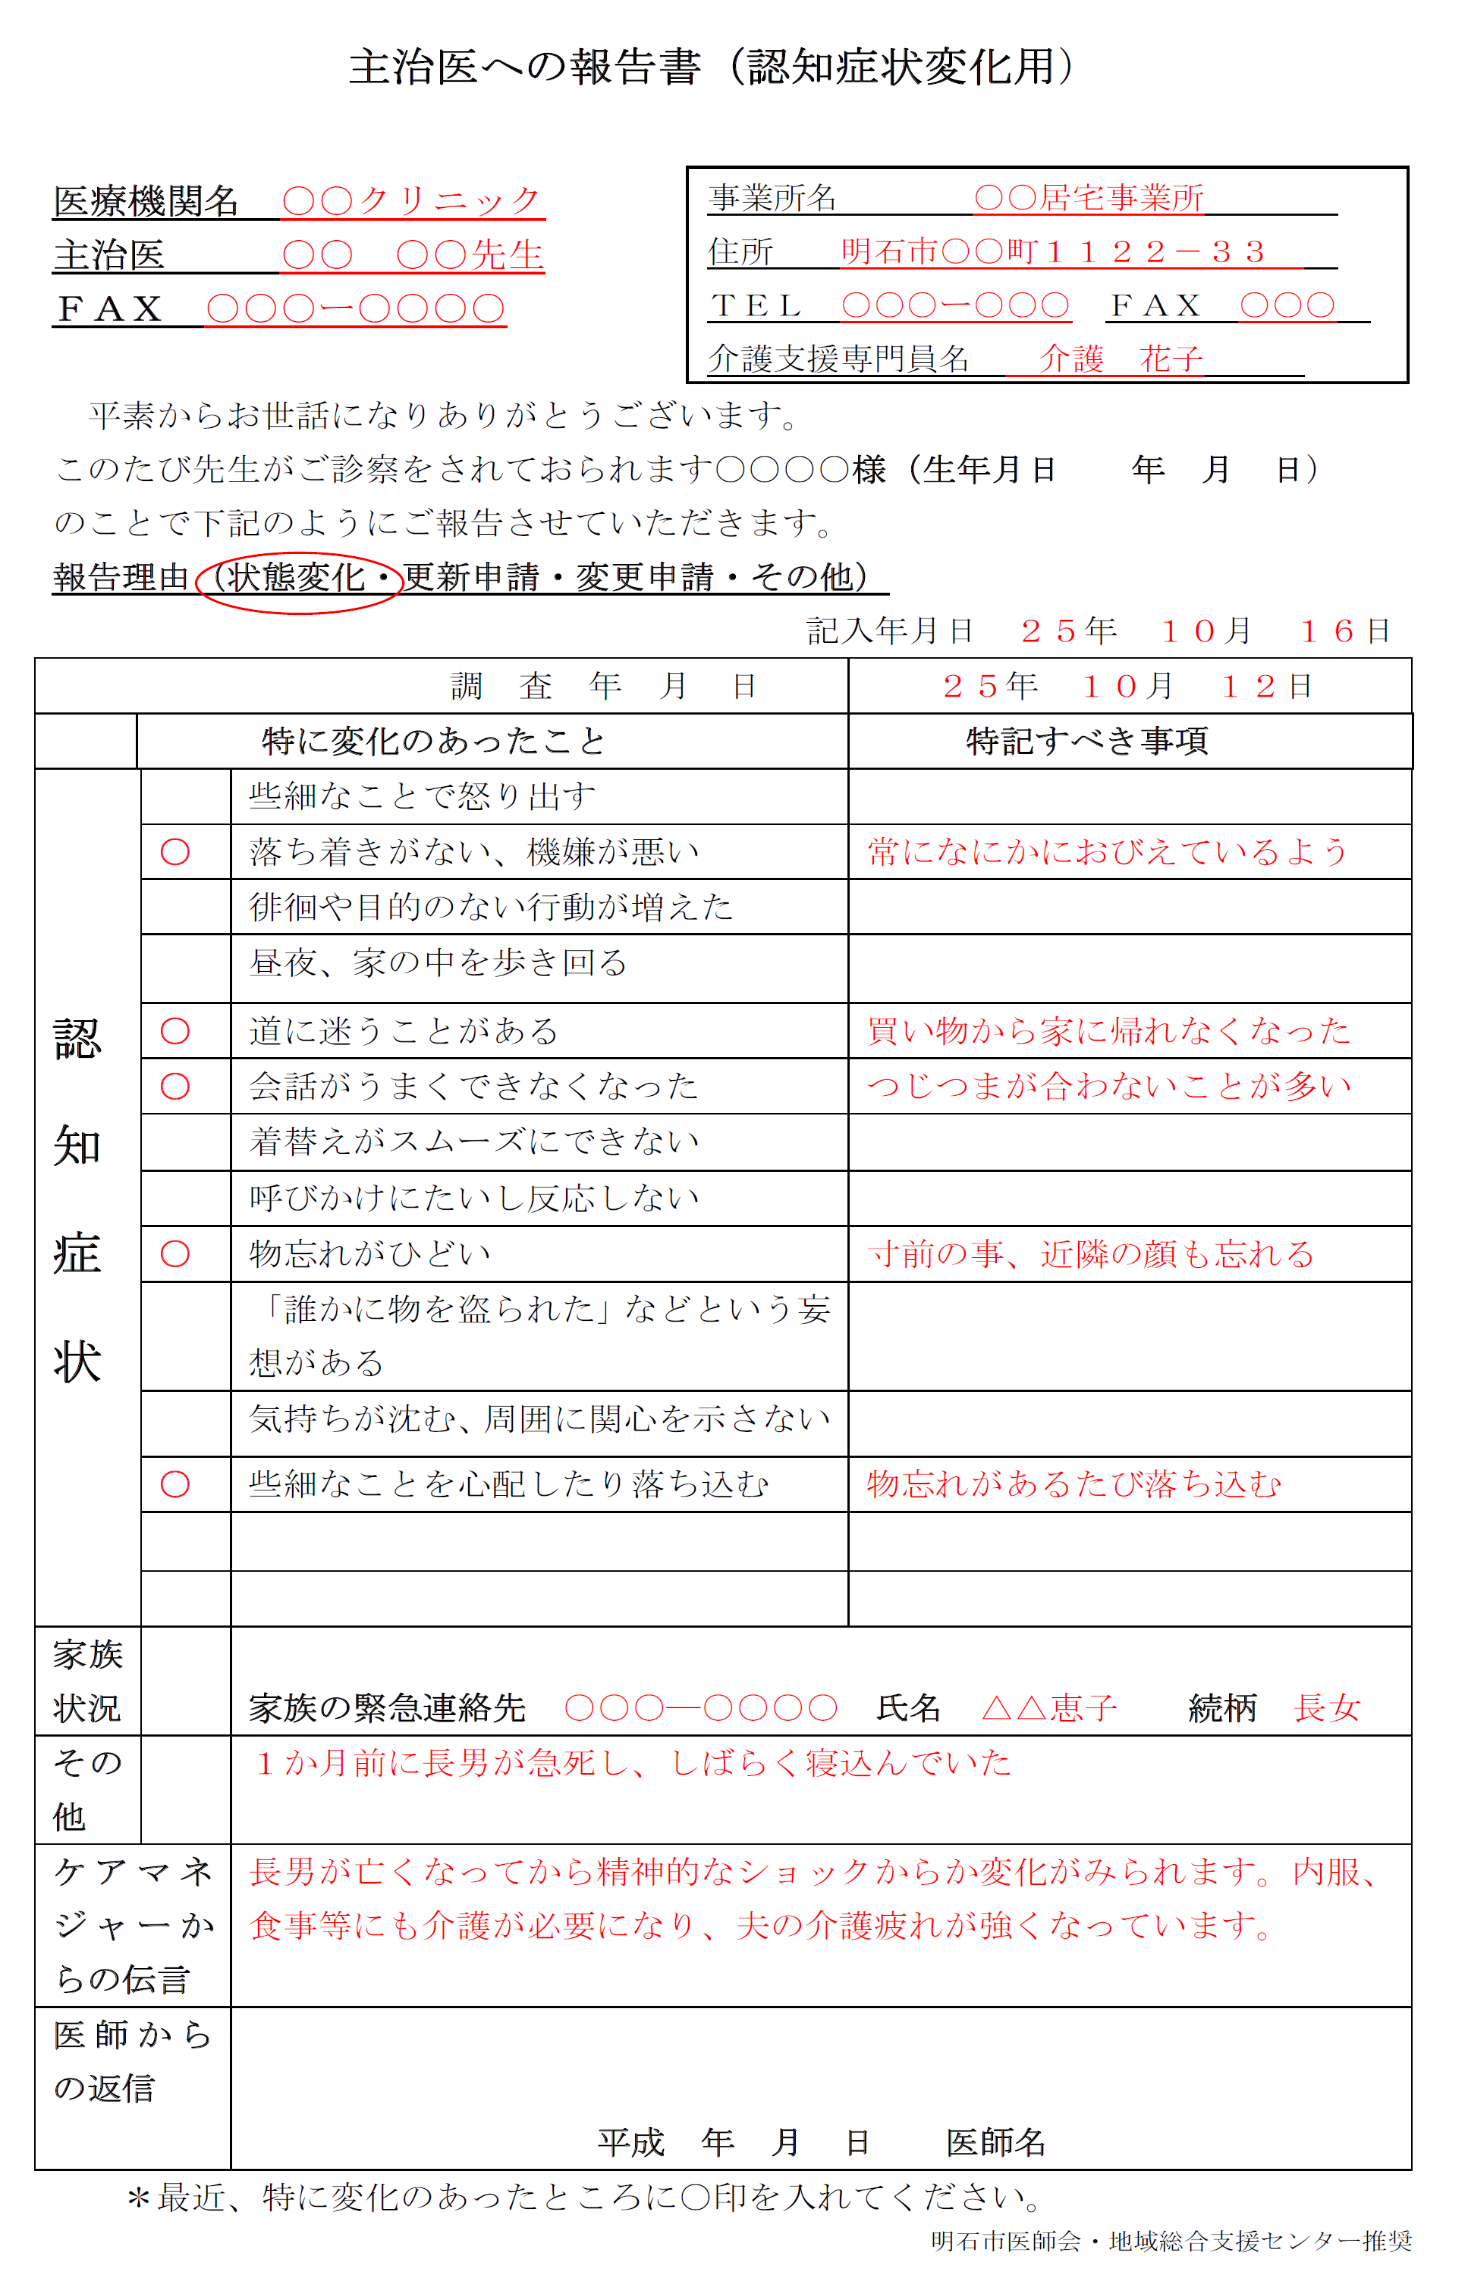 主治医への報告書（認知症状変化用）
医療機関名　〇〇クリニック
主治医　〇〇　〇〇先生
ＦＡＸ　〇〇〇ー〇〇〇〇
事業所名　〇〇居宅事業所
住所　明石市〇〇町１１２２－３３
ＴＥＬ　〇〇〇ー〇〇〇　ＦＡＸ　〇〇〇
介護支援専門員名　介護　花子
平素からお世話になりありがとうございます。
このたび先生がご診察をされておられます〇〇〇〇様（生年月日　　年　月　日）
のことで下記のようにご報告させていただきます。
報告理由（状態変化・更新申請・変更申請・その他）
記入年月日　２５年　１０月　１６日
調　査　年　月　日　２５年　１０月　１２日
特に変化のあったこと　特記すべき事項
認知症状
些細なことで怒り出す
〇　落ち着きがない、機嫌が悪い　常になにかにおびえているよう
徘徊や目的のない行動が増えた
昼夜、家の中を歩き回る
〇　道に迷うことがある　買い物から家に帰れなくなった
〇　会話がうまくできなくなった　つじつまが合わないことが多い
着替えがスムーズにできない
呼びかけにたいし反応しない
〇　物忘れがひどい　寸前の事、近隣の顔も忘れる
「誰かに物を盗られた」などという妄
想がある
気持ちが沈む、周囲に関心を示さない
〇　些細なことを心配したり落ち込む　物忘れがあるたび落ち込む
家族
状況
家族の緊急連絡先　〇〇〇―〇〇〇〇　氏名　△△恵子　　続柄　長女
その
他
１か月前に長男が急死し、しばらく寝込んでいた
ケアマネ
ジャーか
らの伝言
長男が亡くなってから精神的なショックからか変化がみられます。内服、
食事等にも介護が必要になり、夫の介護疲れが強くなっています。
医師から
の返信
平成　年　月　日　　医師名
＊最近、特に変化のあったところに〇印を入れてください。
明石市医師会・地域総合支援センター推奨